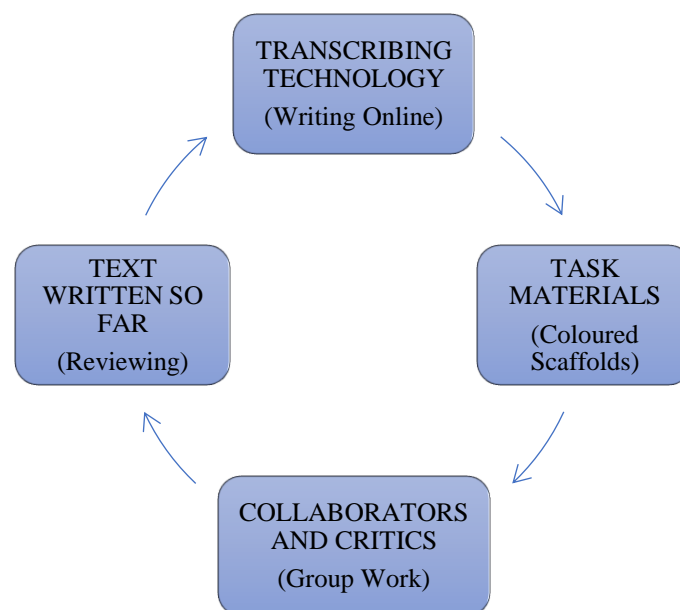 TRANSCRIBING
TECHNOLOGY
(Writing Online)
TASK
MATERIALS
(Coloured
Scaffolds)
COLLABORATORS
AND CRITICS
(Group Work)
TEXT
WRITTEN SO
FAR
(Reviewing)